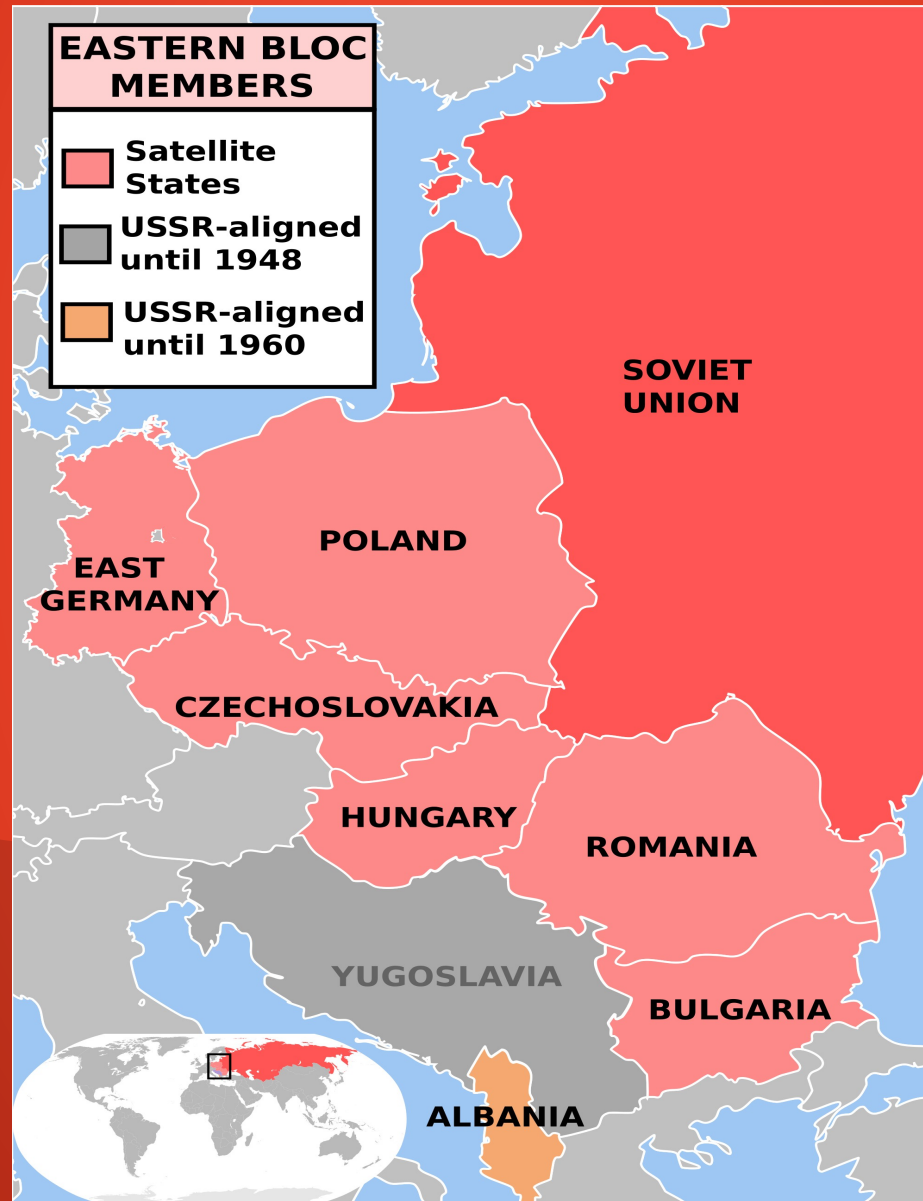 EASTERN BLOC
MEMBERS
Satellite
States
USSR-aligned
until 1948
USSR-aligned
until 1960
SOVIET
UNION
POLAND
EAST
GERMANY
CZECHOSLOVAKIA
HUNGARY
ROMANIA
YUGOSLAVIA
BULGARIA
ALBANIA